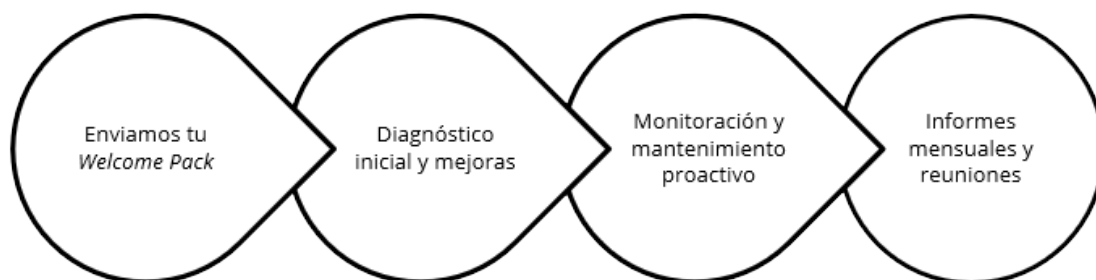 Enviamos tu
Welcome Pack
Diagnóstico
inicial y mejoras
Monitoración y
mantenimiento
proactivo
Informes
mensuales y
reuniones